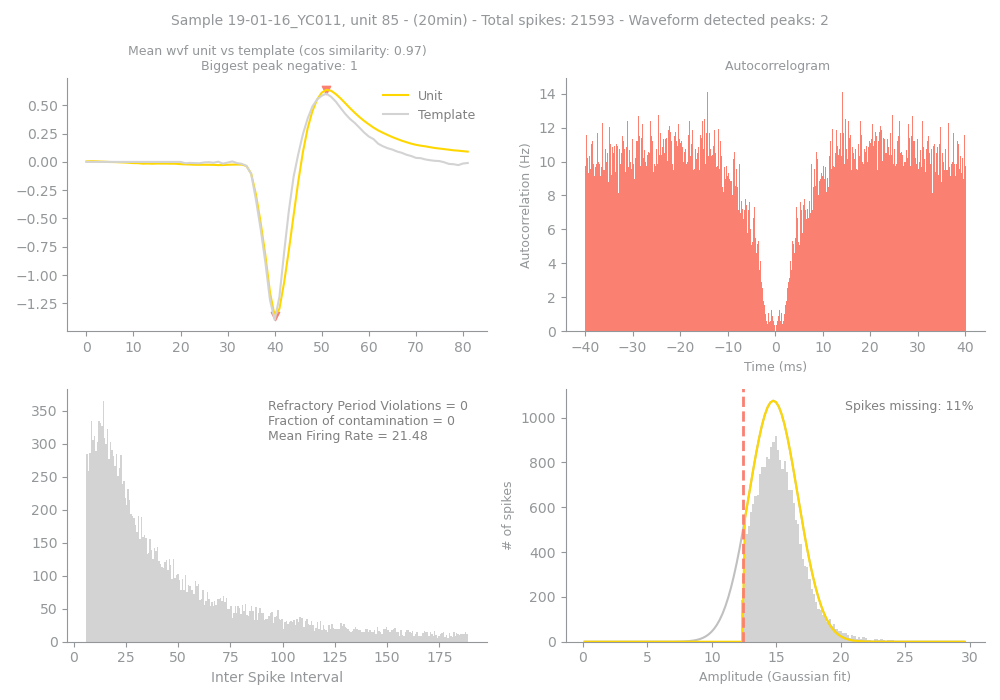 Sample 19-01-16_YC011, unit 85 - (20min) - Total spikes: 21593 - Waveform detected peaks: 2
Mean wvf unit vs template (cos similarity: 0.97)
Biggest peak negative: 1
0.50
0.25
0.00
−0.25
−0.50
−0.75
−1.00
−1.25
0 10 20 30 40 50 60 70 80
Unit
Template
Autocorrelogram
Autocorrelation (Hz)
14
12
10
8
6
4
2
0
−40 −30 −20 −10 0 10 20 30 40
Time (ms)
350
300
250
200
150
100
50
0
0 25 50 75 100 125 150 175
Inter Spike Interval
Refractory Period Violations = 0
Fraction of contamination = 0
Mean Firing Rate = 21.48
# of spikes
1000
800
600
400
200
0
0 5 10 15 20 25 30
Amplitude (Gaussian fit)
Spikes missing: 11%